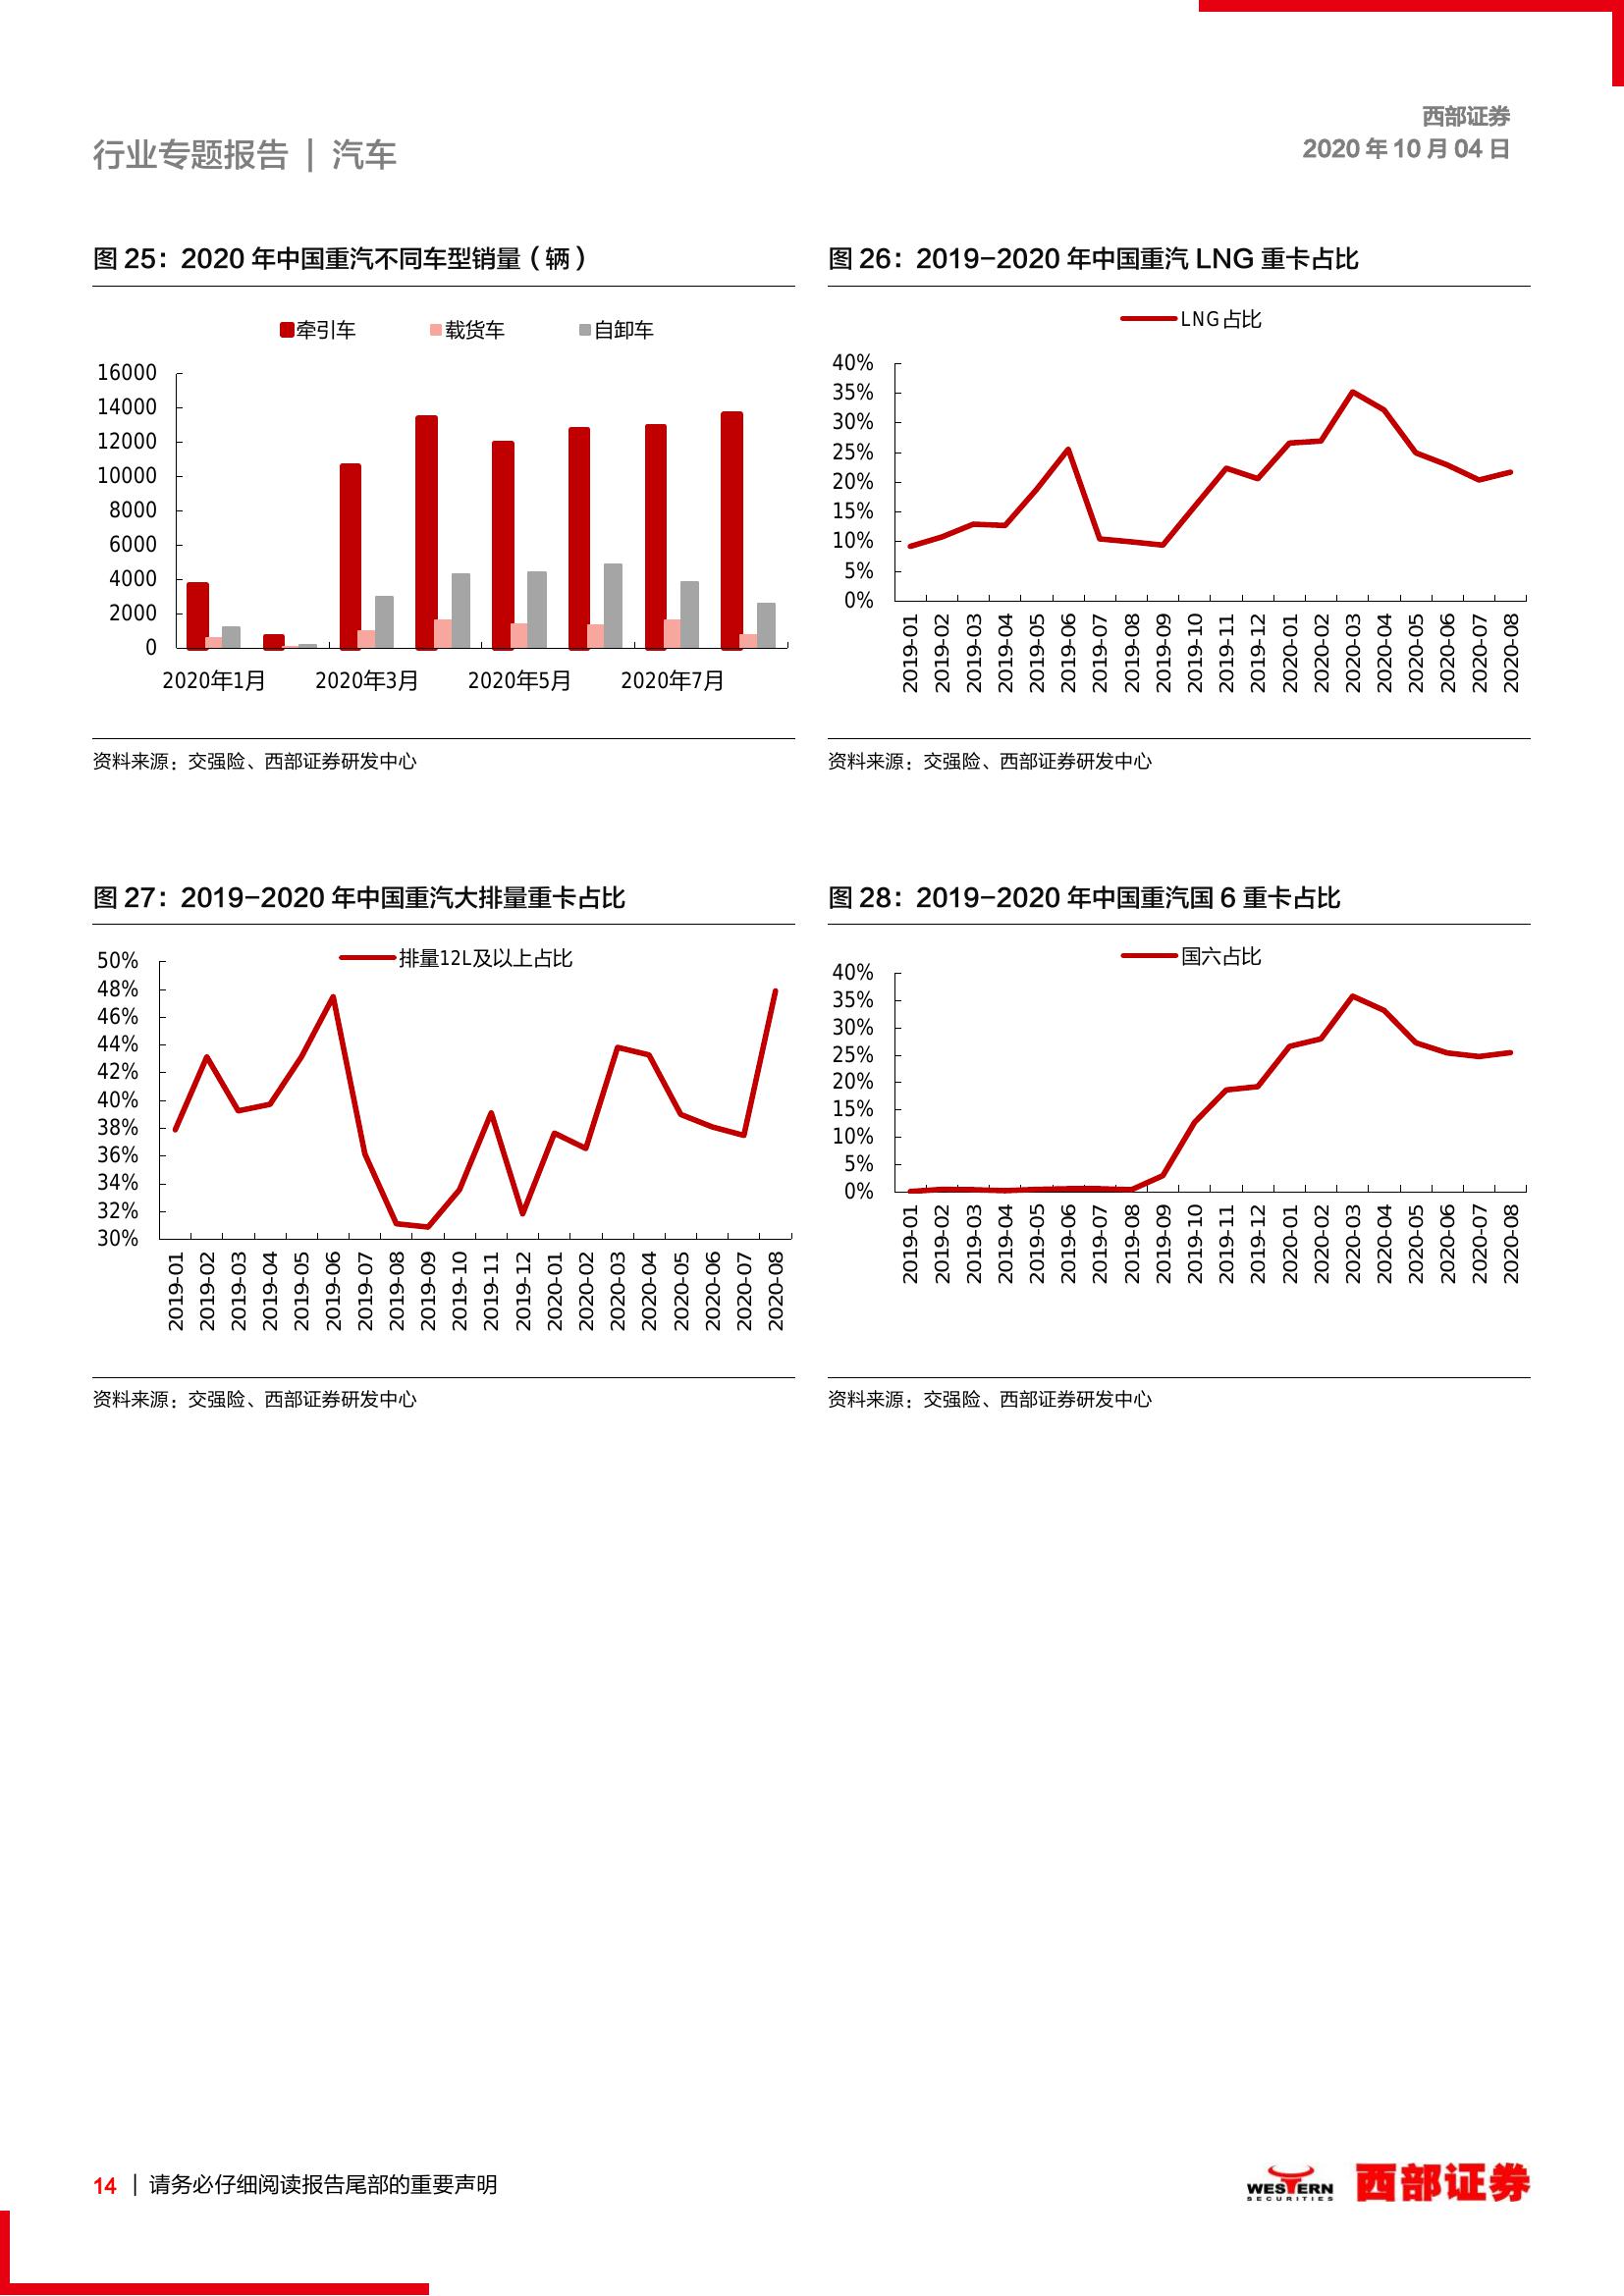 西部证券
2020 年 10 月 04 日
行业专题报告 | 汽车
图 25：2020 年中国重汽不同车型销量（辆）
牵引车 载货车 自卸车
16000
14000
12000
10000
8000
6000
4000
2000
0
2020年1月 2020年3月 2020年5月 2020年7月
资料来源：交强险、西部证券研发中心
图 26：2019-2020 年中国重汽 LNG 重卡占比
LNG占比
40%
35%
30%
25%
20%
15%
10%
5%
0%
2019-01 2019-02 2019-03 2019-04 2019-05 2019-06 2019-07 2019-08 2019-09 2019-10 2019-11 2019-12 2020-01 2020-02 2020-03 2020-04 2020-05 2020-06 2020-07 2020-08
资料来源：交强险、西部证券研发中心
图 27：2019-2020 年中国重汽大排量重卡占比
排量12L及以上占比
50%
48%
46%
44%
42%
40%
38%
36%
34%
32%
30%
2019-01 2019-02 2019-03 2019-04 2019-05 2019-06 2019-07 2019-08 2019-09 2019-10 2019-11 2019-12 2020-01 2020-02 2020-03 2020-04 2020-05 2020-06 2020-07 2020-08
资料来源：交强险、西部证券研发中心
图 28：2019-2020 年中国重汽国 6 重卡占比
国六占比
40%
35%
30%
25%
20%
15%
10%
5%
0%
2019-01 2019-02 2019-03 2019-04 2019-05 2019-06 2019-07 2019-08 2019-09 2019-10 2019-11 2019-12 2020-01 2020-02 2020-03 2020-04 2020-05 2020-06 2020-07 2020-08
资料来源：交强险、西部证券研发中心
14 | 请务必仔细阅读报告尾部的重要声明
WESTERN
SECURITIES
西部证券